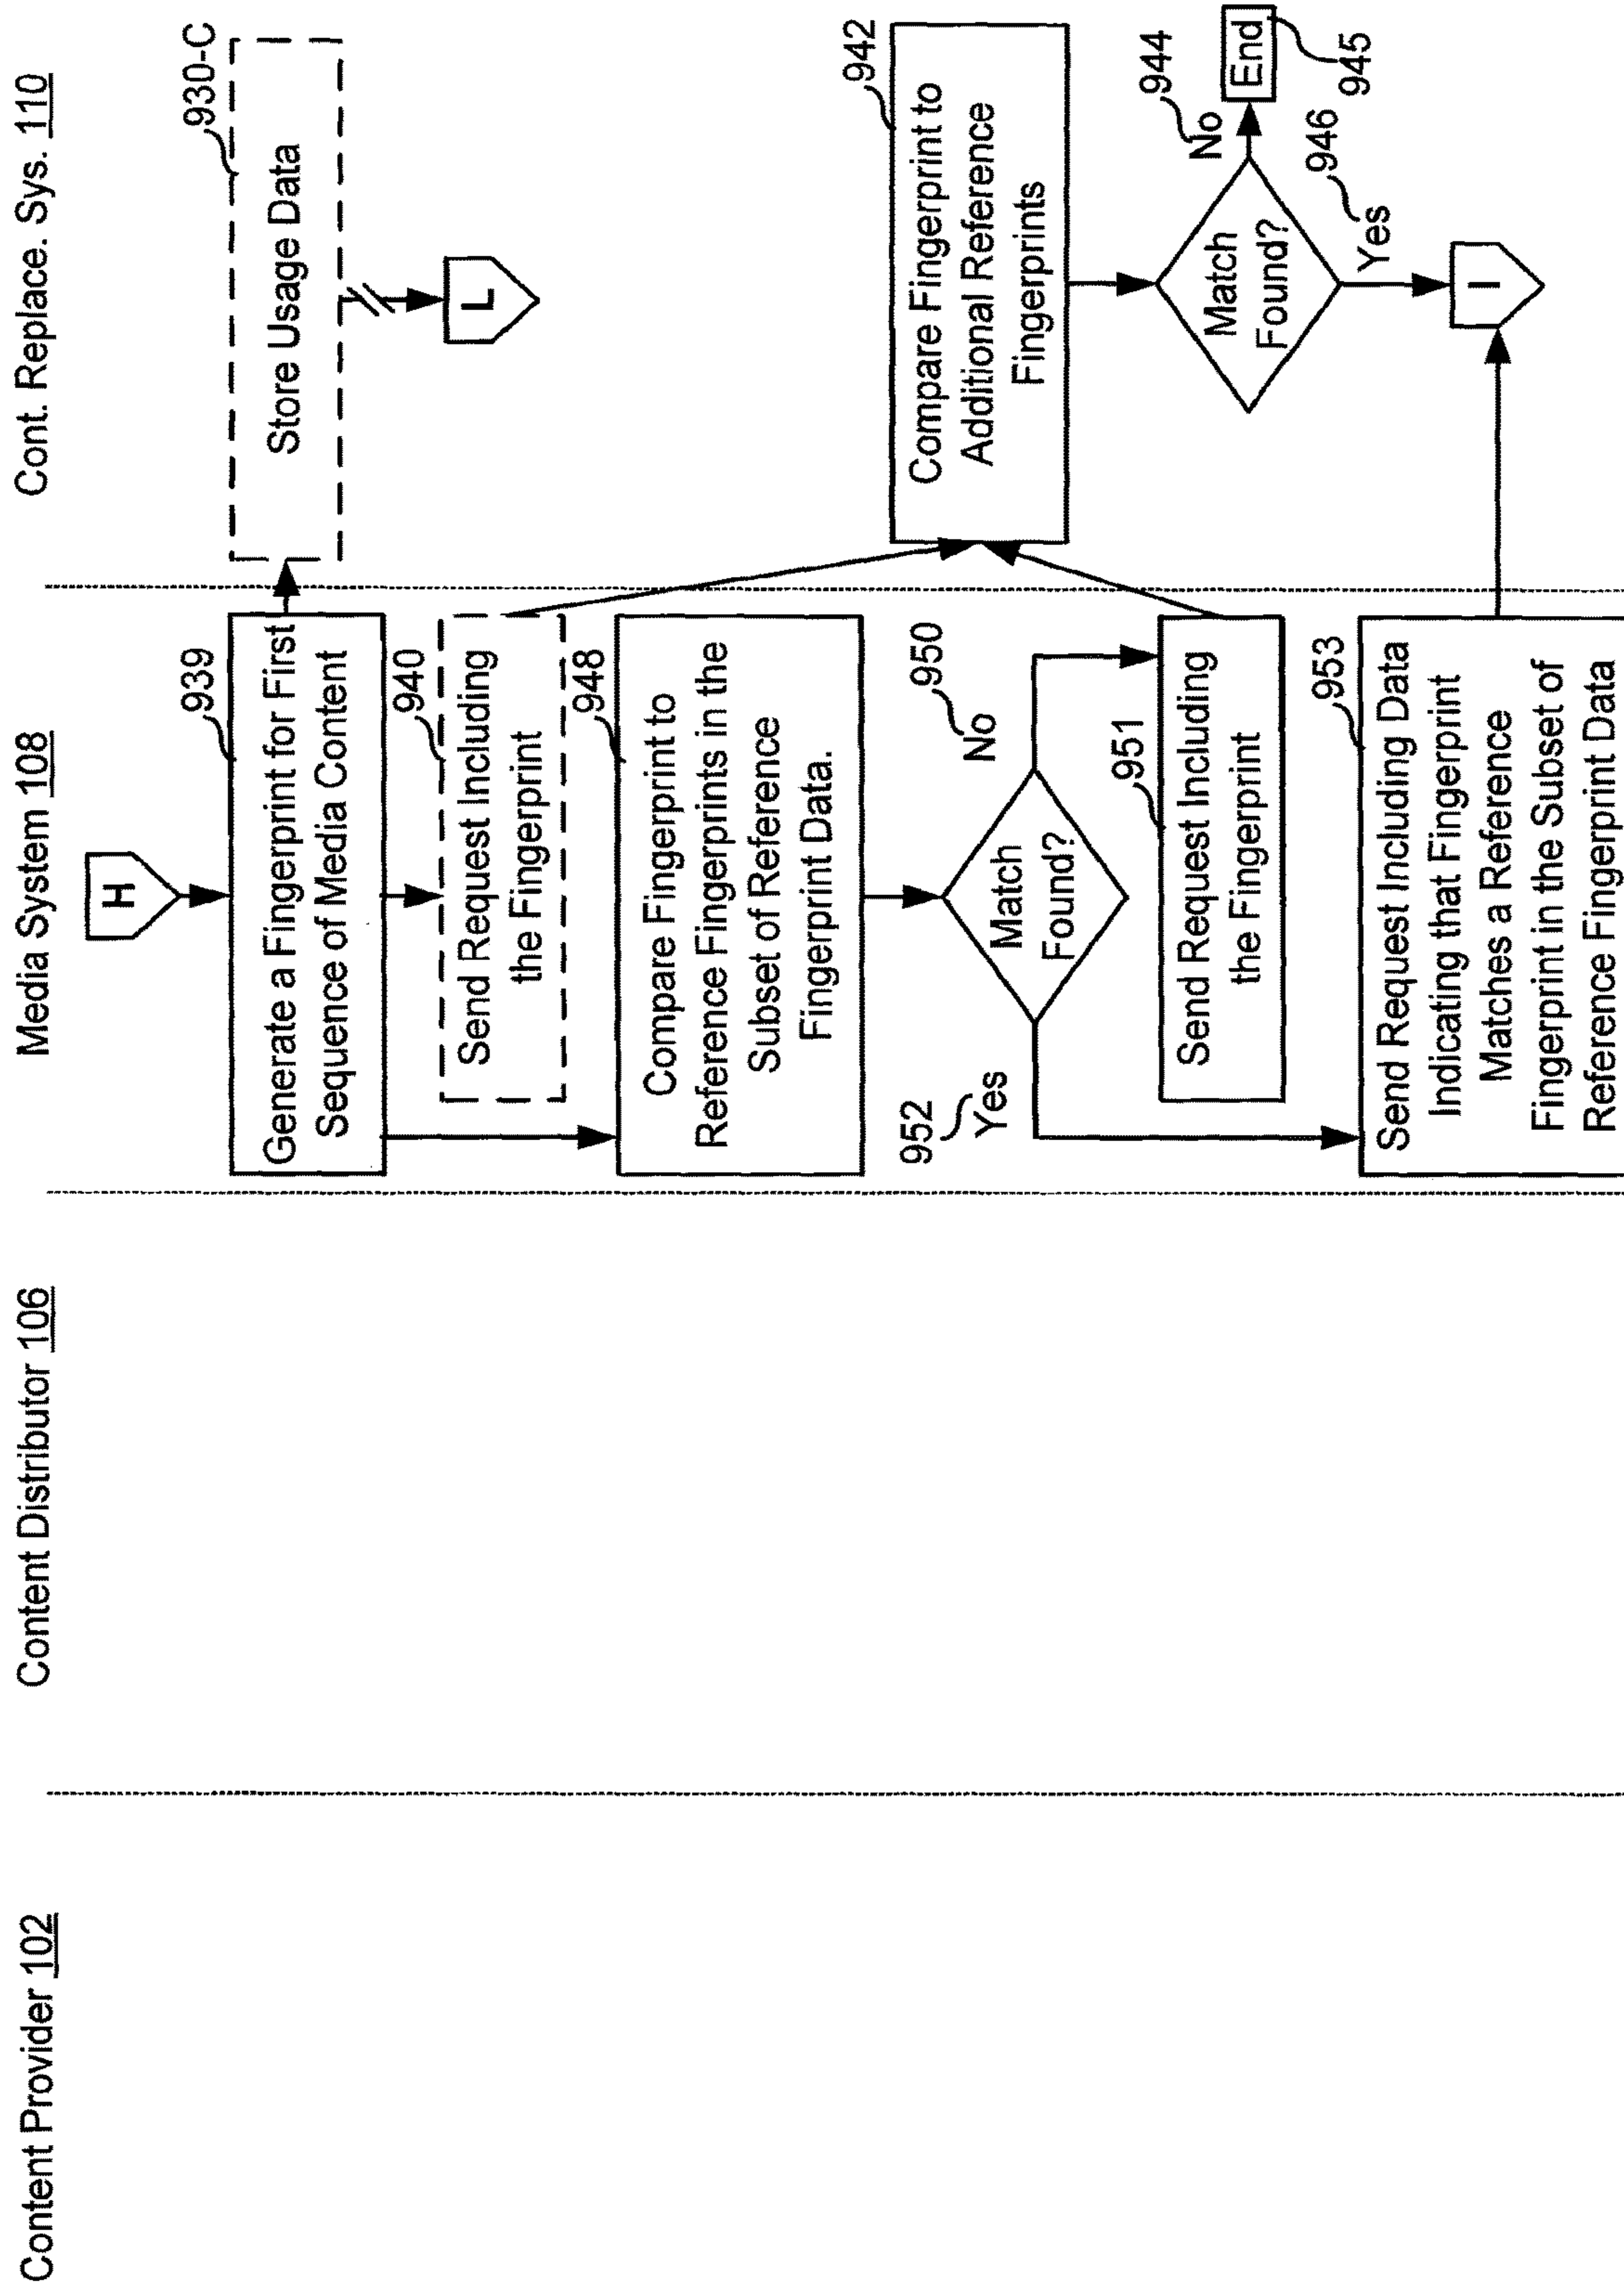 Content Provider 102
Content Distributor 106
Media System 108
Cont. Replace. Sys. 110
H
939
Generate a Fingerprint for First
Sequence of Media Content
930-C
Store Usage Data
L
940
Send Request Including
the Fingerprint
948
Compare Fingerprint to
Reference Fingerprints in the
Subset of Reference
Fingerprint Data.
942
Compare Fingerprint to
Additional Reference
Fingerprints
952
Yes
Match
Found?
950
No
951
Send Request Including
the Fingerprint
Match
Found?
944
No
End
945
946
Yes
I
953
Send Request Including Data
Indicating that Fingerprint
Matches a Reference
Fingerprint in the Subset of
Reference Fingerprint Data